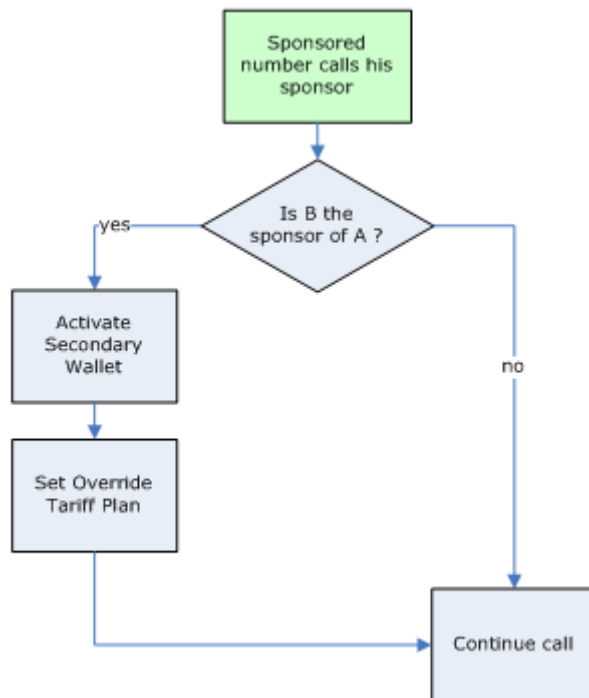 Sponsored
number calls his
sponsor
Is B the
sponsor of A ?
yes
Activate
Secondary
Wallet
no
Set Override
Tariff Plan
Continue call